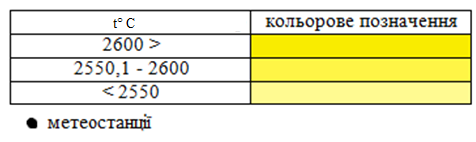 t° C кольорове позначення
2600 >
2550,1 - 2600
< 2550
метеостанції